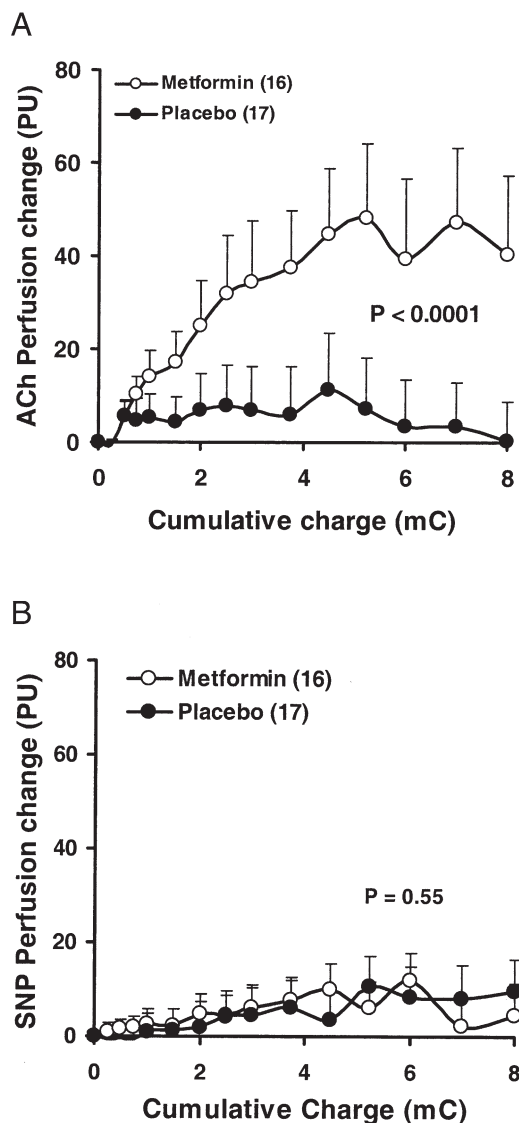 A
ACh Perfusion change (PU)
80
60
40
20
0
Metformin (16)
Placebo (17)
P < 0.0001
0 2 4 6 8
Cumulative charge (mC)
B
SNP Perfusion change (PU)
80
60
40
20
0
Metformin (16)
Placebo (17)
P = 0.55
0 2 4 6 8
Cumulative Charge (mC)